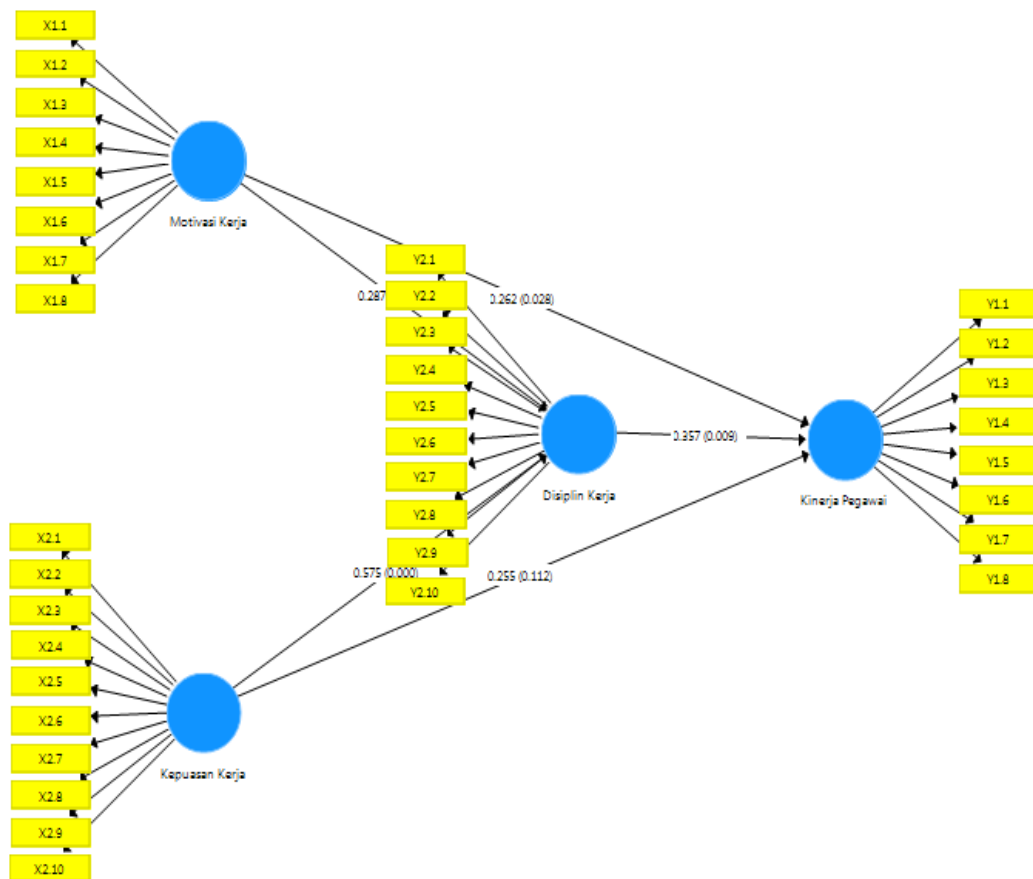 X1.1
X1.2
X1.3
X1.4
X1.5
X1.6
X1.7
X1.8
Motivasi Kerja
Y2.1
Y2.2
Y2.3
Y2.4
Y2.5
Y2.6
Y2.7
Y2.8
Y2.9
Y2.10
0.287
0.262 (0.028)
Disiplin Kerja
0.357 (0.009)
Kinerja Pegawai
Y1.1
Y1.2
Y1.3
Y1.4
Y1.5
Y1.6
Y1.7
Y1.8
0.575 (0.000)
0.255 (0.112)
X2.1
X2.2
X2.3
X2.4
X2.5
X2.6
X2.7
X2.8
X2.9
X2.10
Kepuasan Kerja